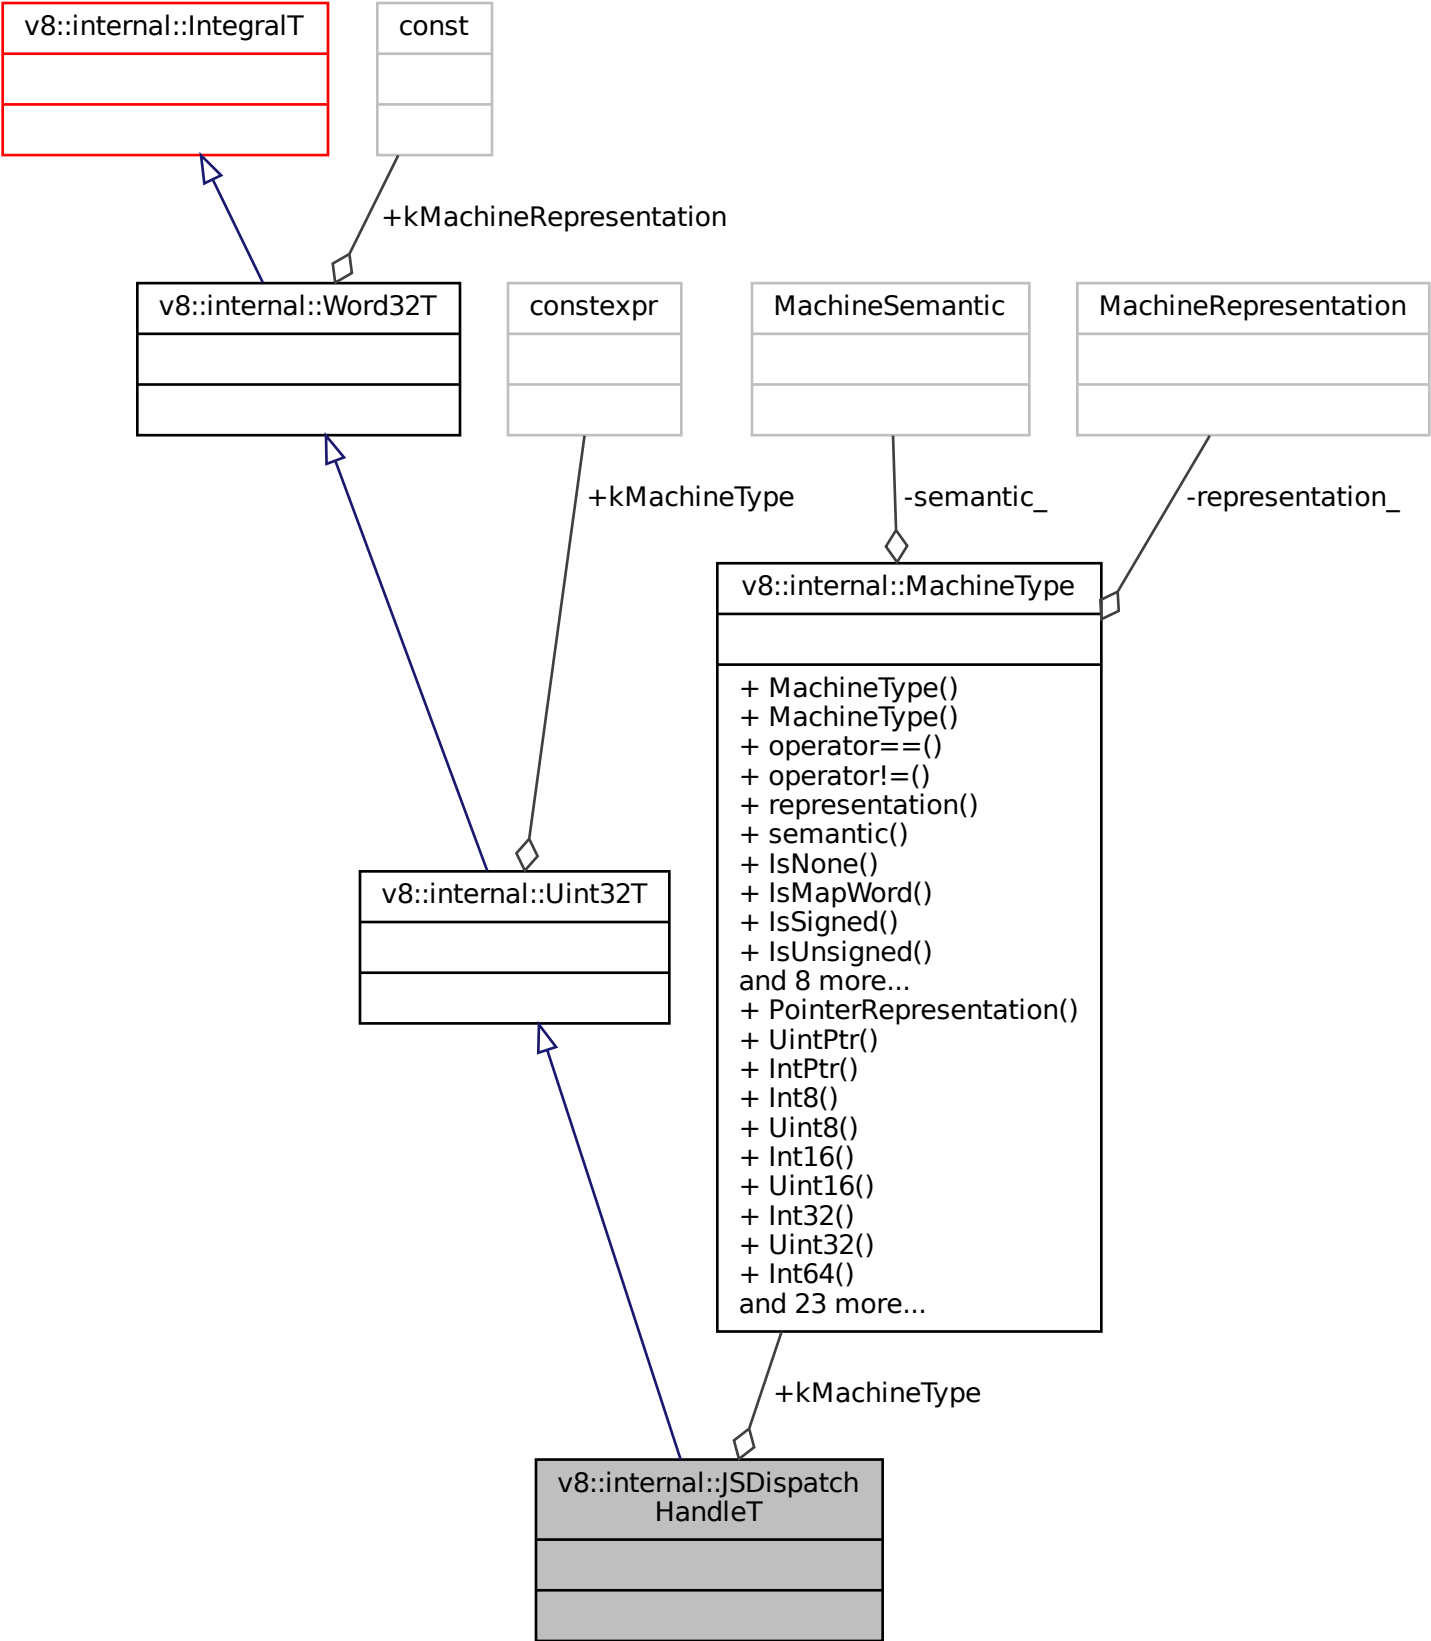 v8::internal::IntegralT
const
+kMachineRepresentation
v8::internal::Word32T
constexpr
MachineSemantic
MachineRepresentation
+kMachineType
-semantic_
-representation_
v8::internal::MachineType
+ MachineType()
+ MachineType()
+ operator==()
+ operator!=()
+ representation()
+ semantic()
+ IsNone()
+ IsMapWord()
+ IsSigned()
+ IsUnsigned()
and 8 more...
+ PointerRepresentation()
+ UintPtr()
+ IntPtr()
+ Int8()
+ Uint8()
+ Int16()
+ Uint16()
+ Int32()
+ Uint32()
+ Int64()
and 23 more...
v8::internal::Uint32T
+kMachineType
v8::internal::JSDispatch
HandleT